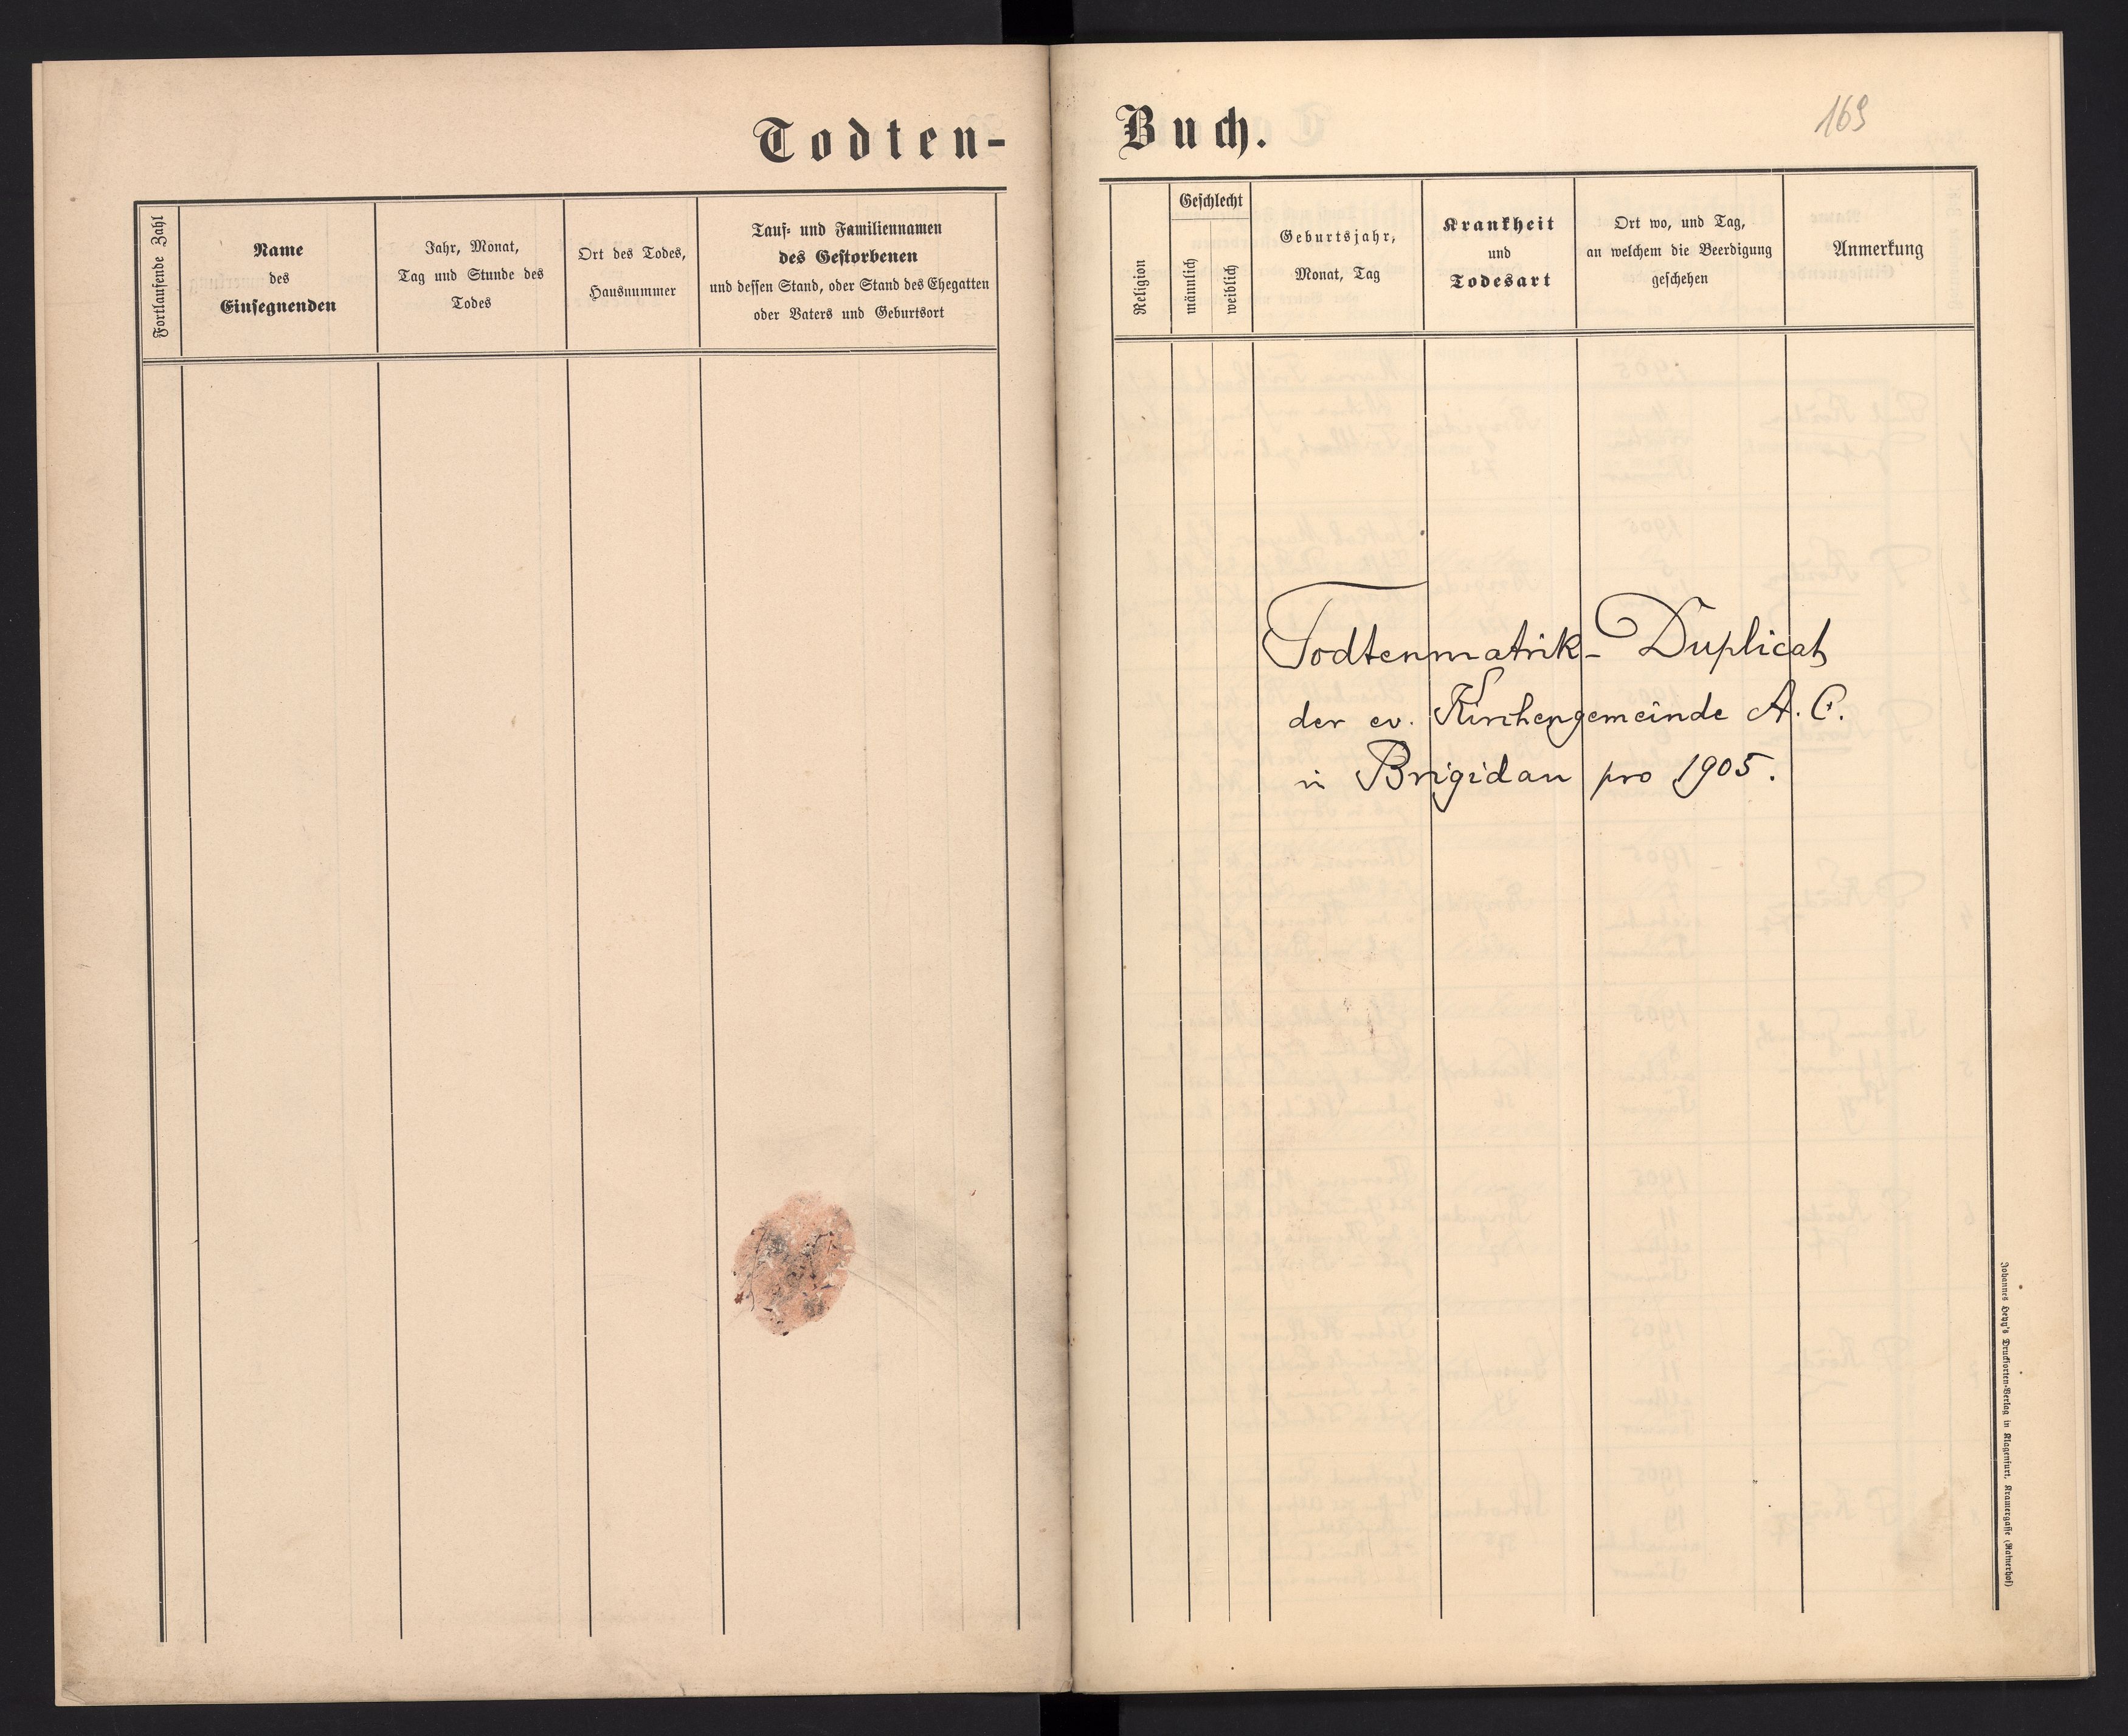 Todten-
Fortlaufende Zahl
Name
des
Einsegnenden
Jahr, Monat,
Tag und Stunde des
Todes
Ort des Todes,
Hausnummer
Tauf- und Familiennamen
des Gestorbenen
und dessen Stand, oder Stand des Ehegatten
oder Vaters und Geburtsort
Buch.
169
Religion
Geschlecht
männlich
weiblich
Geburtsjahr,
Monat, Tag
Krankheit
und
Todesart
Ort wo, und Tag,
an welchem die Beerdigung
geschehen
Anmerkung
Todtenmatrik-Duplicat
der ev. Kirchengemeinde A. C.
in Brigidau pro 1905.
Johannes Heyn's Drucksorten-Verlag in Klagenfurt, Kramergasse (Rainerhof)